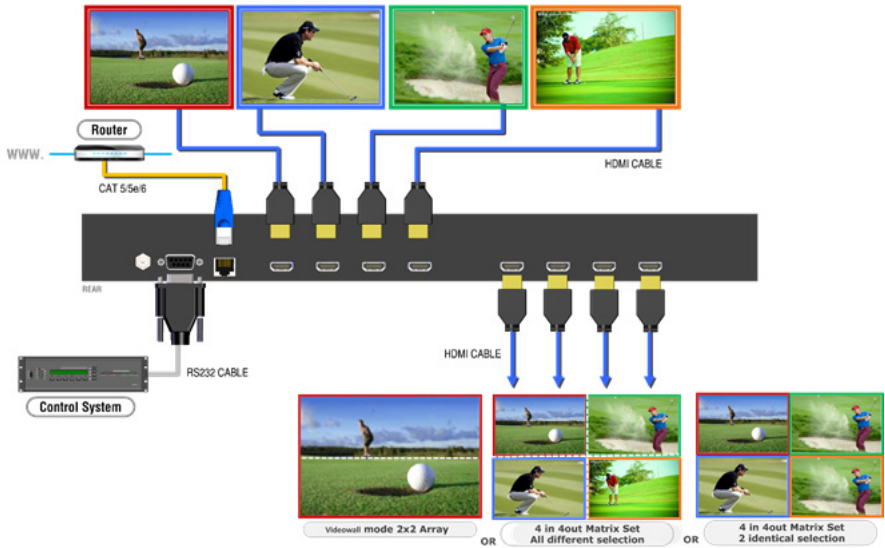 Router
WWW.
HDMI CABLE
CAT 5/5e/6
REAR
HDMI CABLE
RS232 CABLE
Control System
Videowall mode 2x2 Array
OR
4 in 4out Matrix Set
All different selection
OR
4 in 4out Matrix Set
2 identical selection